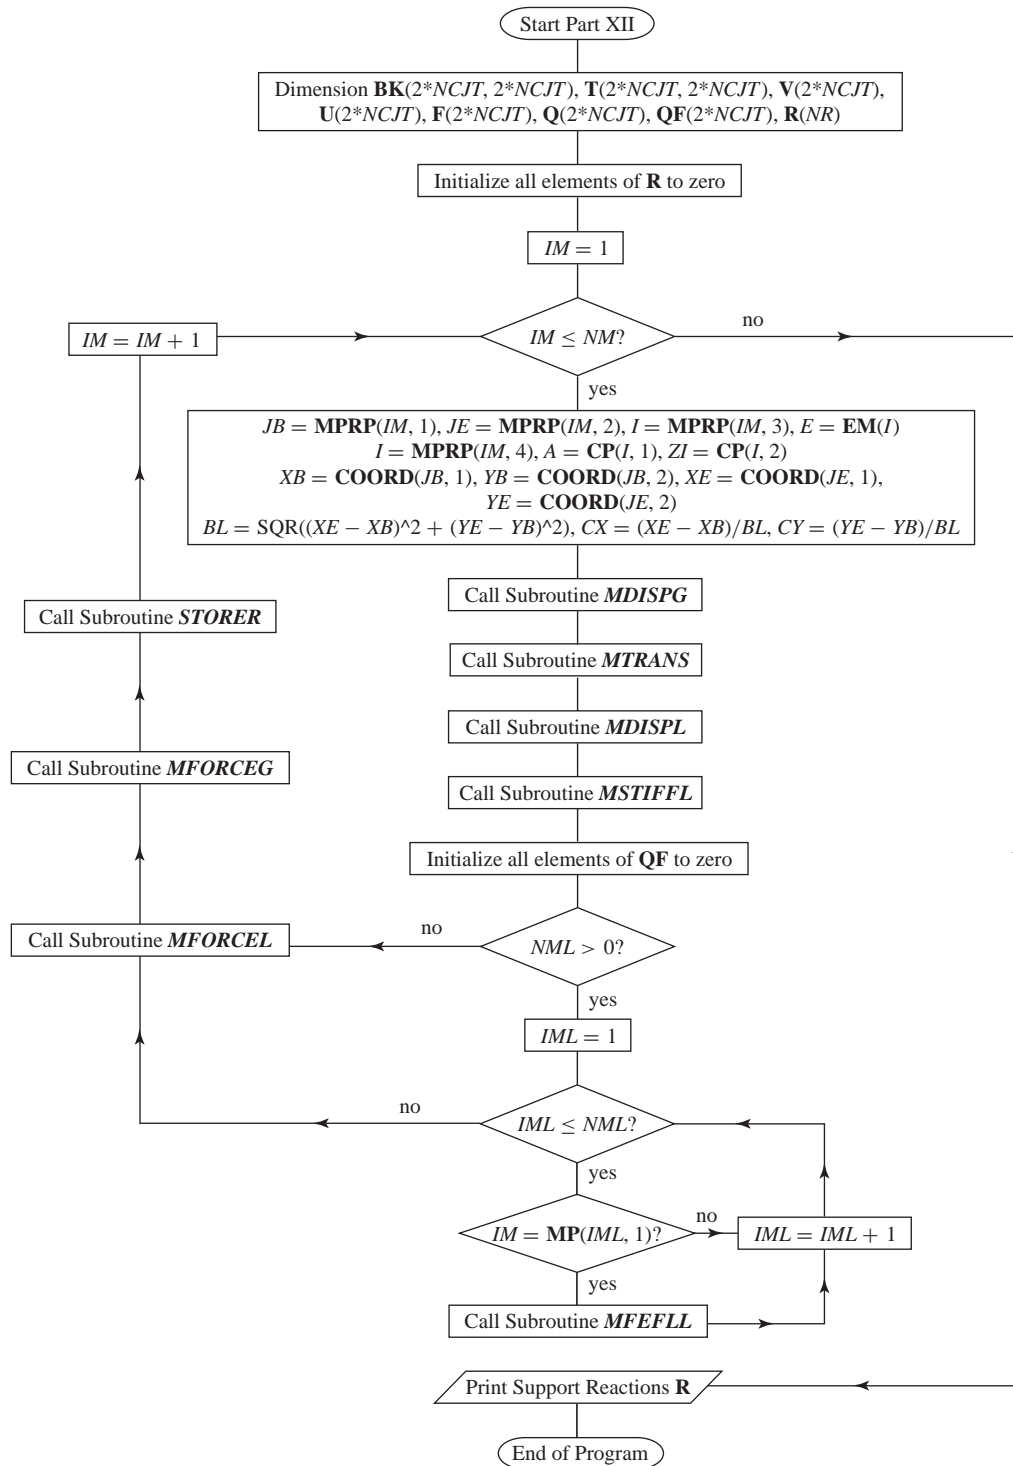 Start Part XII
Dimension BK(2*NCJT, 2*NCJT), T(2*NCJT, 2*NCJT), V(2*NCJT),
U(2*NCJT), F(2*NCJT), Q(2*NCJT), QF(2*NCJT), R(NR)
Initialize all elements of R to zero
IM = 1
IM = IM + 1
IM ≤ NM?
no
yes
JB = MPRP(IM, 1), JE = MPRP(IM, 2), I = MPRP(IM, 3), E = EM(I)
I = MPRP(IM, 4), A = CP(I, 1), ZI = CP(I, 2)
XB = COORD(JB, 1), YB = COORD(JB, 2), XE = COORD(JE, 1),
YE = COORD(JE, 2)
BL = SQR((XE − XB)^2 + (YE − YB)^2), CX = (XE − XB)/BL, CY = (YE − YB)/BL
Call Subroutine MDISPG
Call Subroutine STORER
Call Subroutine MTRANS
Call Subroutine MDISPL
Call Subroutine MFORCEG
Call Subroutine MSTIFFL
Initialize all elements of QF to zero
Call Subroutine MFORCEL
no
NML > 0?
yes
IML = 1
no
IML ≤ NML?
yes
IM = MP(IML, 1)?
no
IML = IML + 1
yes
Call Subroutine MFEFLL
Print Support Reactions R
End of Program